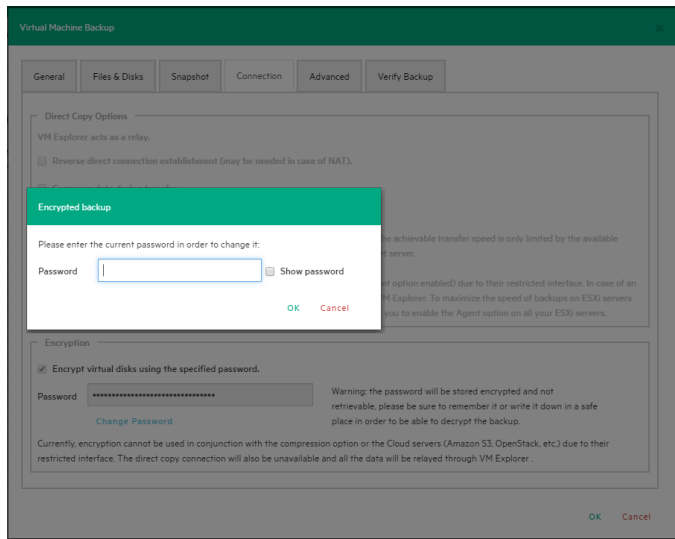 Virtual Machine Backup
General Files & Disks Snapshot Connection Advanced Verify Backup
Direct Copy Options
VM Explorer acts as a relay.
Reverse direct connection establishment (may be needed in case of NAT).
Encrypted backup
Please enter the current password in order to change it:
Password Show password
OK Cancel
he achievable transfer speed is only limited by the available
t server.
nt option enabled) due to their restricted interface. In case of an
M Explorer. To maximize the speed of backups on ESXi servers
you to enable the Agent option on all your ESXi servers.
Encryption
Encrypt virtual disks using the specified password.
Password ••••••••••••••••••••••••••••••••
Change Password
Warning: the password will be stored encrypted and not
retrievable, please be sure to remember it or write it down in a safe
place in order to be able to decrypt the backup.
Currently, encryption cannot be used in conjunction with the compression option or the Cloud servers (Amazon S3, OpenStack, etc.) due to their
restricted interface. The direct copy connection will also be unavailable and all the data will be relayed through VM Explorer .
OK Cancel